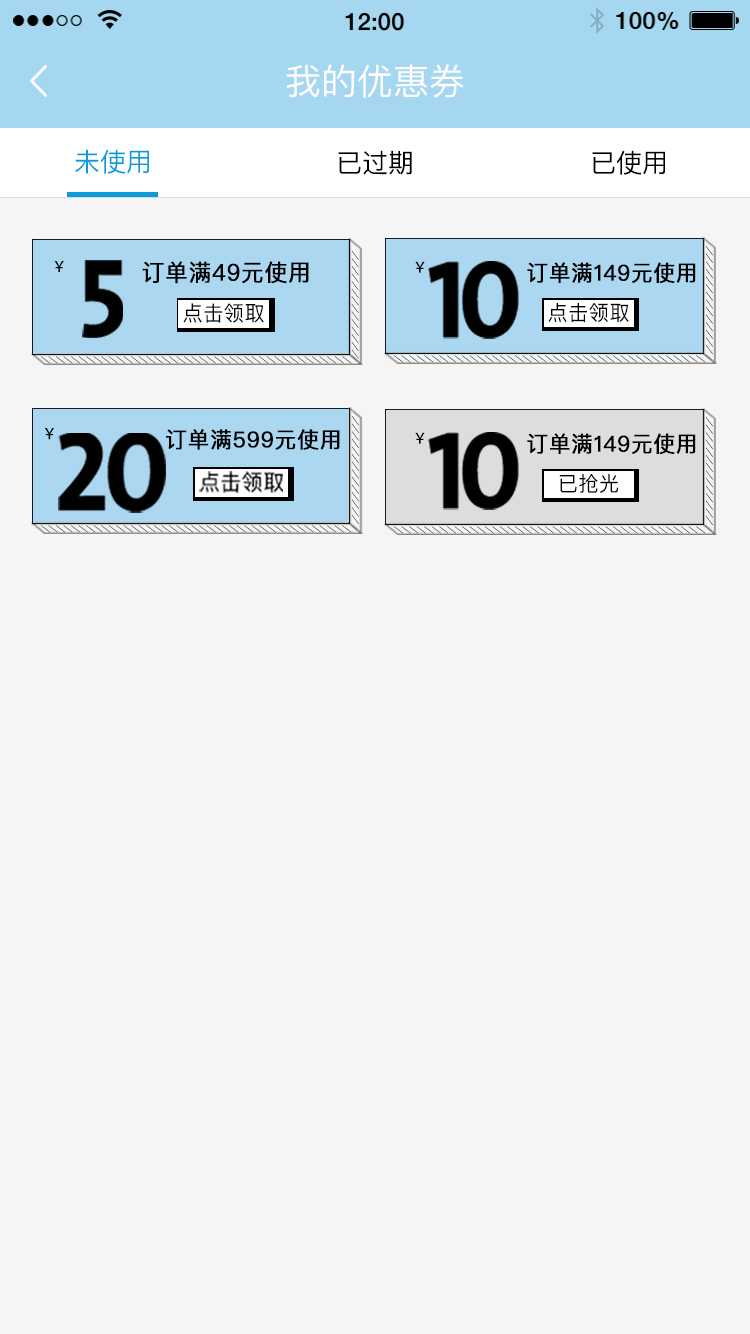 12:00
100%
我的优惠券
未使用
已过期
已使用
¥ 5
订单满49元使用
点击领取
¥ 10
订单满149元使用
点击领取
¥ 20
订单满599元使用
点击领取
¥ 10
订单满149元使用
已抢光